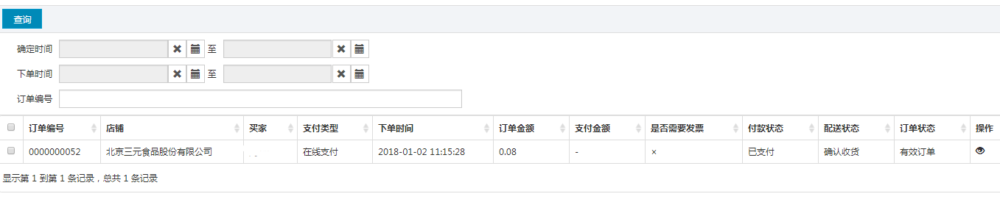 查询
确定时间 至
下单时间 至
订单编号
订单编号 店铺 买家 支付类型 下单时间 订单金额 支付金额 是否需要发票 付款状态 配送状态 订单状态 操作
0000000052 北京三元食品股份有限公司 在线支付 2018-01-02 11:15:28 0.08 - × 已支付 确认收货 有效订单
显示第 1 到第 1 条记录，总共 1 条记录